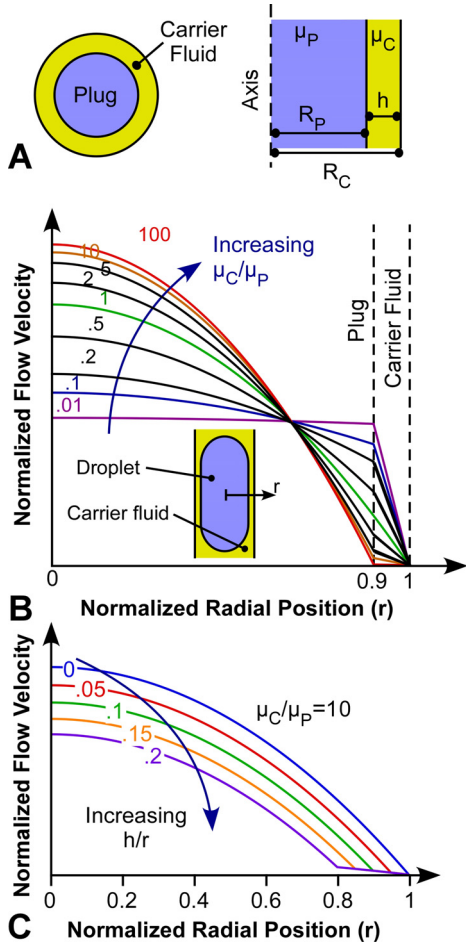 Carrier
Fluid
Plug
A
Axis
μP
μC
RP
h
RC
Normalized Flow Velocity
100
10
5
2
1
.5
.2
.1
.01
Increasing
μC/μP
Plug
Carrier Fluid
Droplet
r
Carrier fluid
0
0.9
1
B
Normalized Radial Position (r)
Normalized Flow Velocity
0
.05
.1
.15
.2
μC/μP=10
Increasing
h/r
0
0.2
0.4
0.6
0.8
1
C
Normalized Radial Position (r)